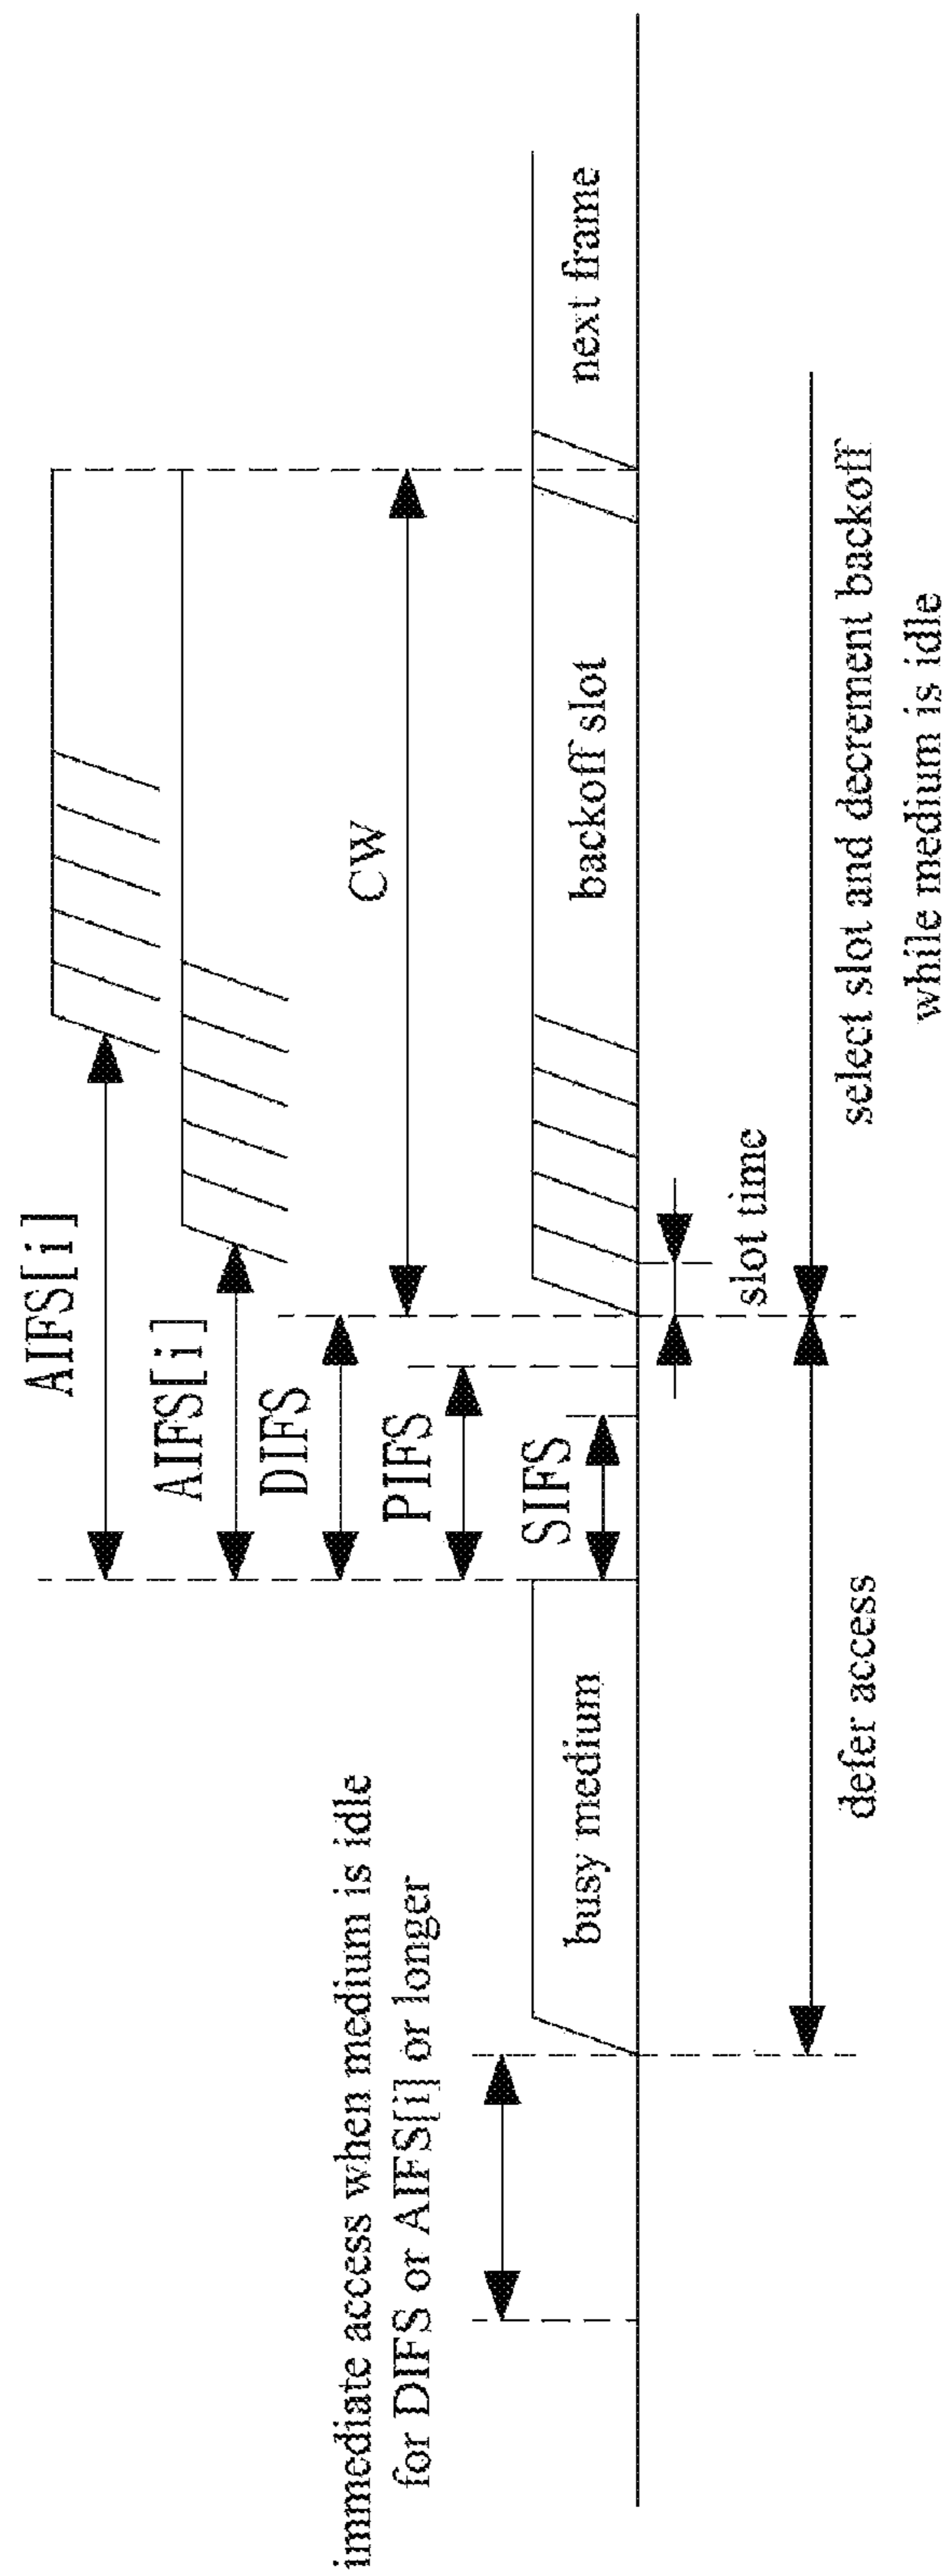 immediate access when medium is idle
for DIFS or AIFS[i] or longer
AIFS[i]
AIFS[i]
DIFS
PIFS
SIFS
CW
busy medium
backoff slot
next frame
slot time
defer access
select slot and decrement backoff
while medium is idle